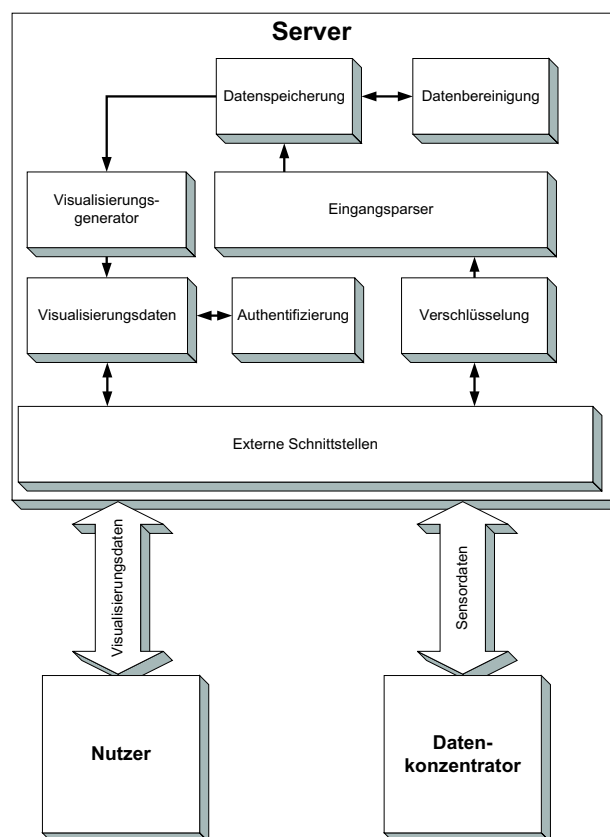 Server
Datenspeicherung
Datenbereinigung
Visualisierungs-
generator
Eingangsparser
Visualisierungsdaten
Authentifizierung
Verschlüsselung
Externe Schnittstellen
Visualisierungsdaten
Sensordaten
Nutzer
Daten-
konzentrator